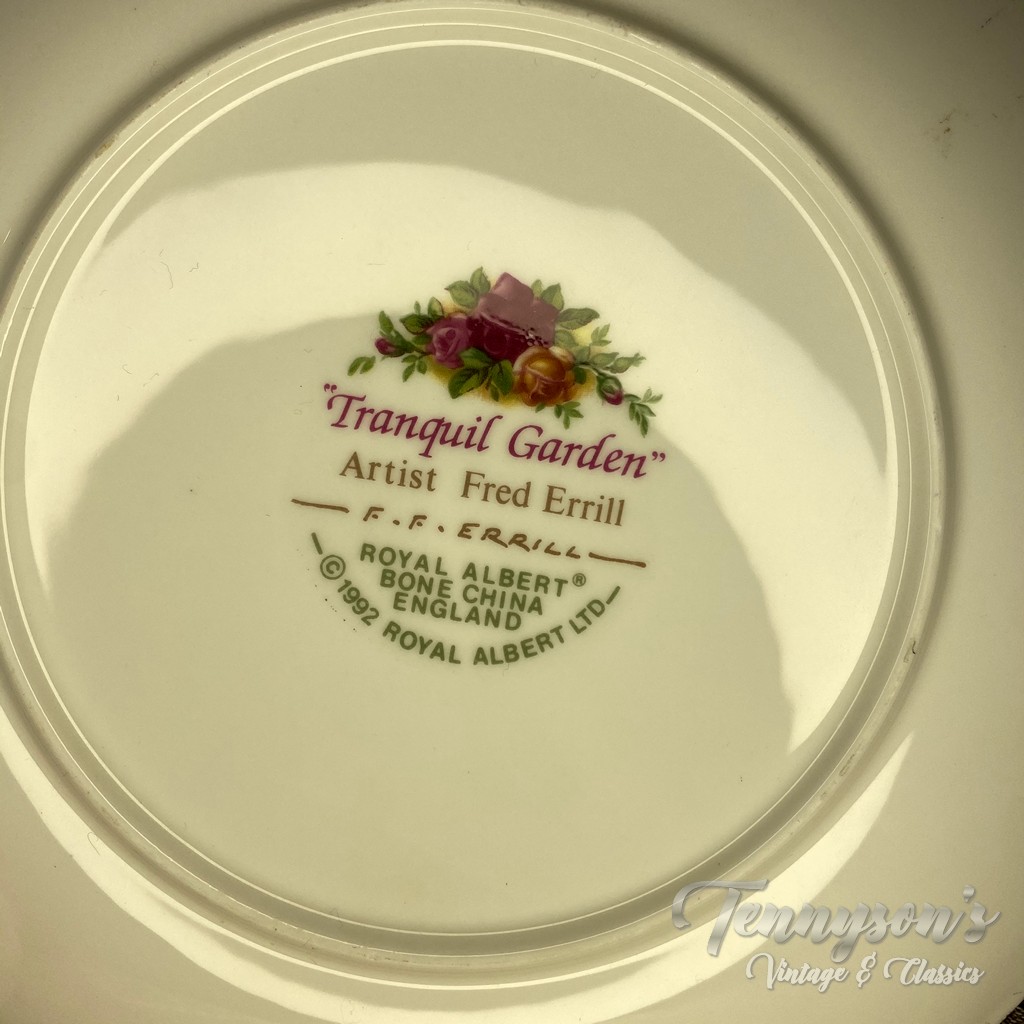 "Tranquil Garden"
Artist Fred Errill
F.F. ERRILL
ROYAL ALBERT®
BONE CHINA
ENGLAND
© 1992 ROYAL ALBERT LTD
Tennyson's
Vintage & Classics